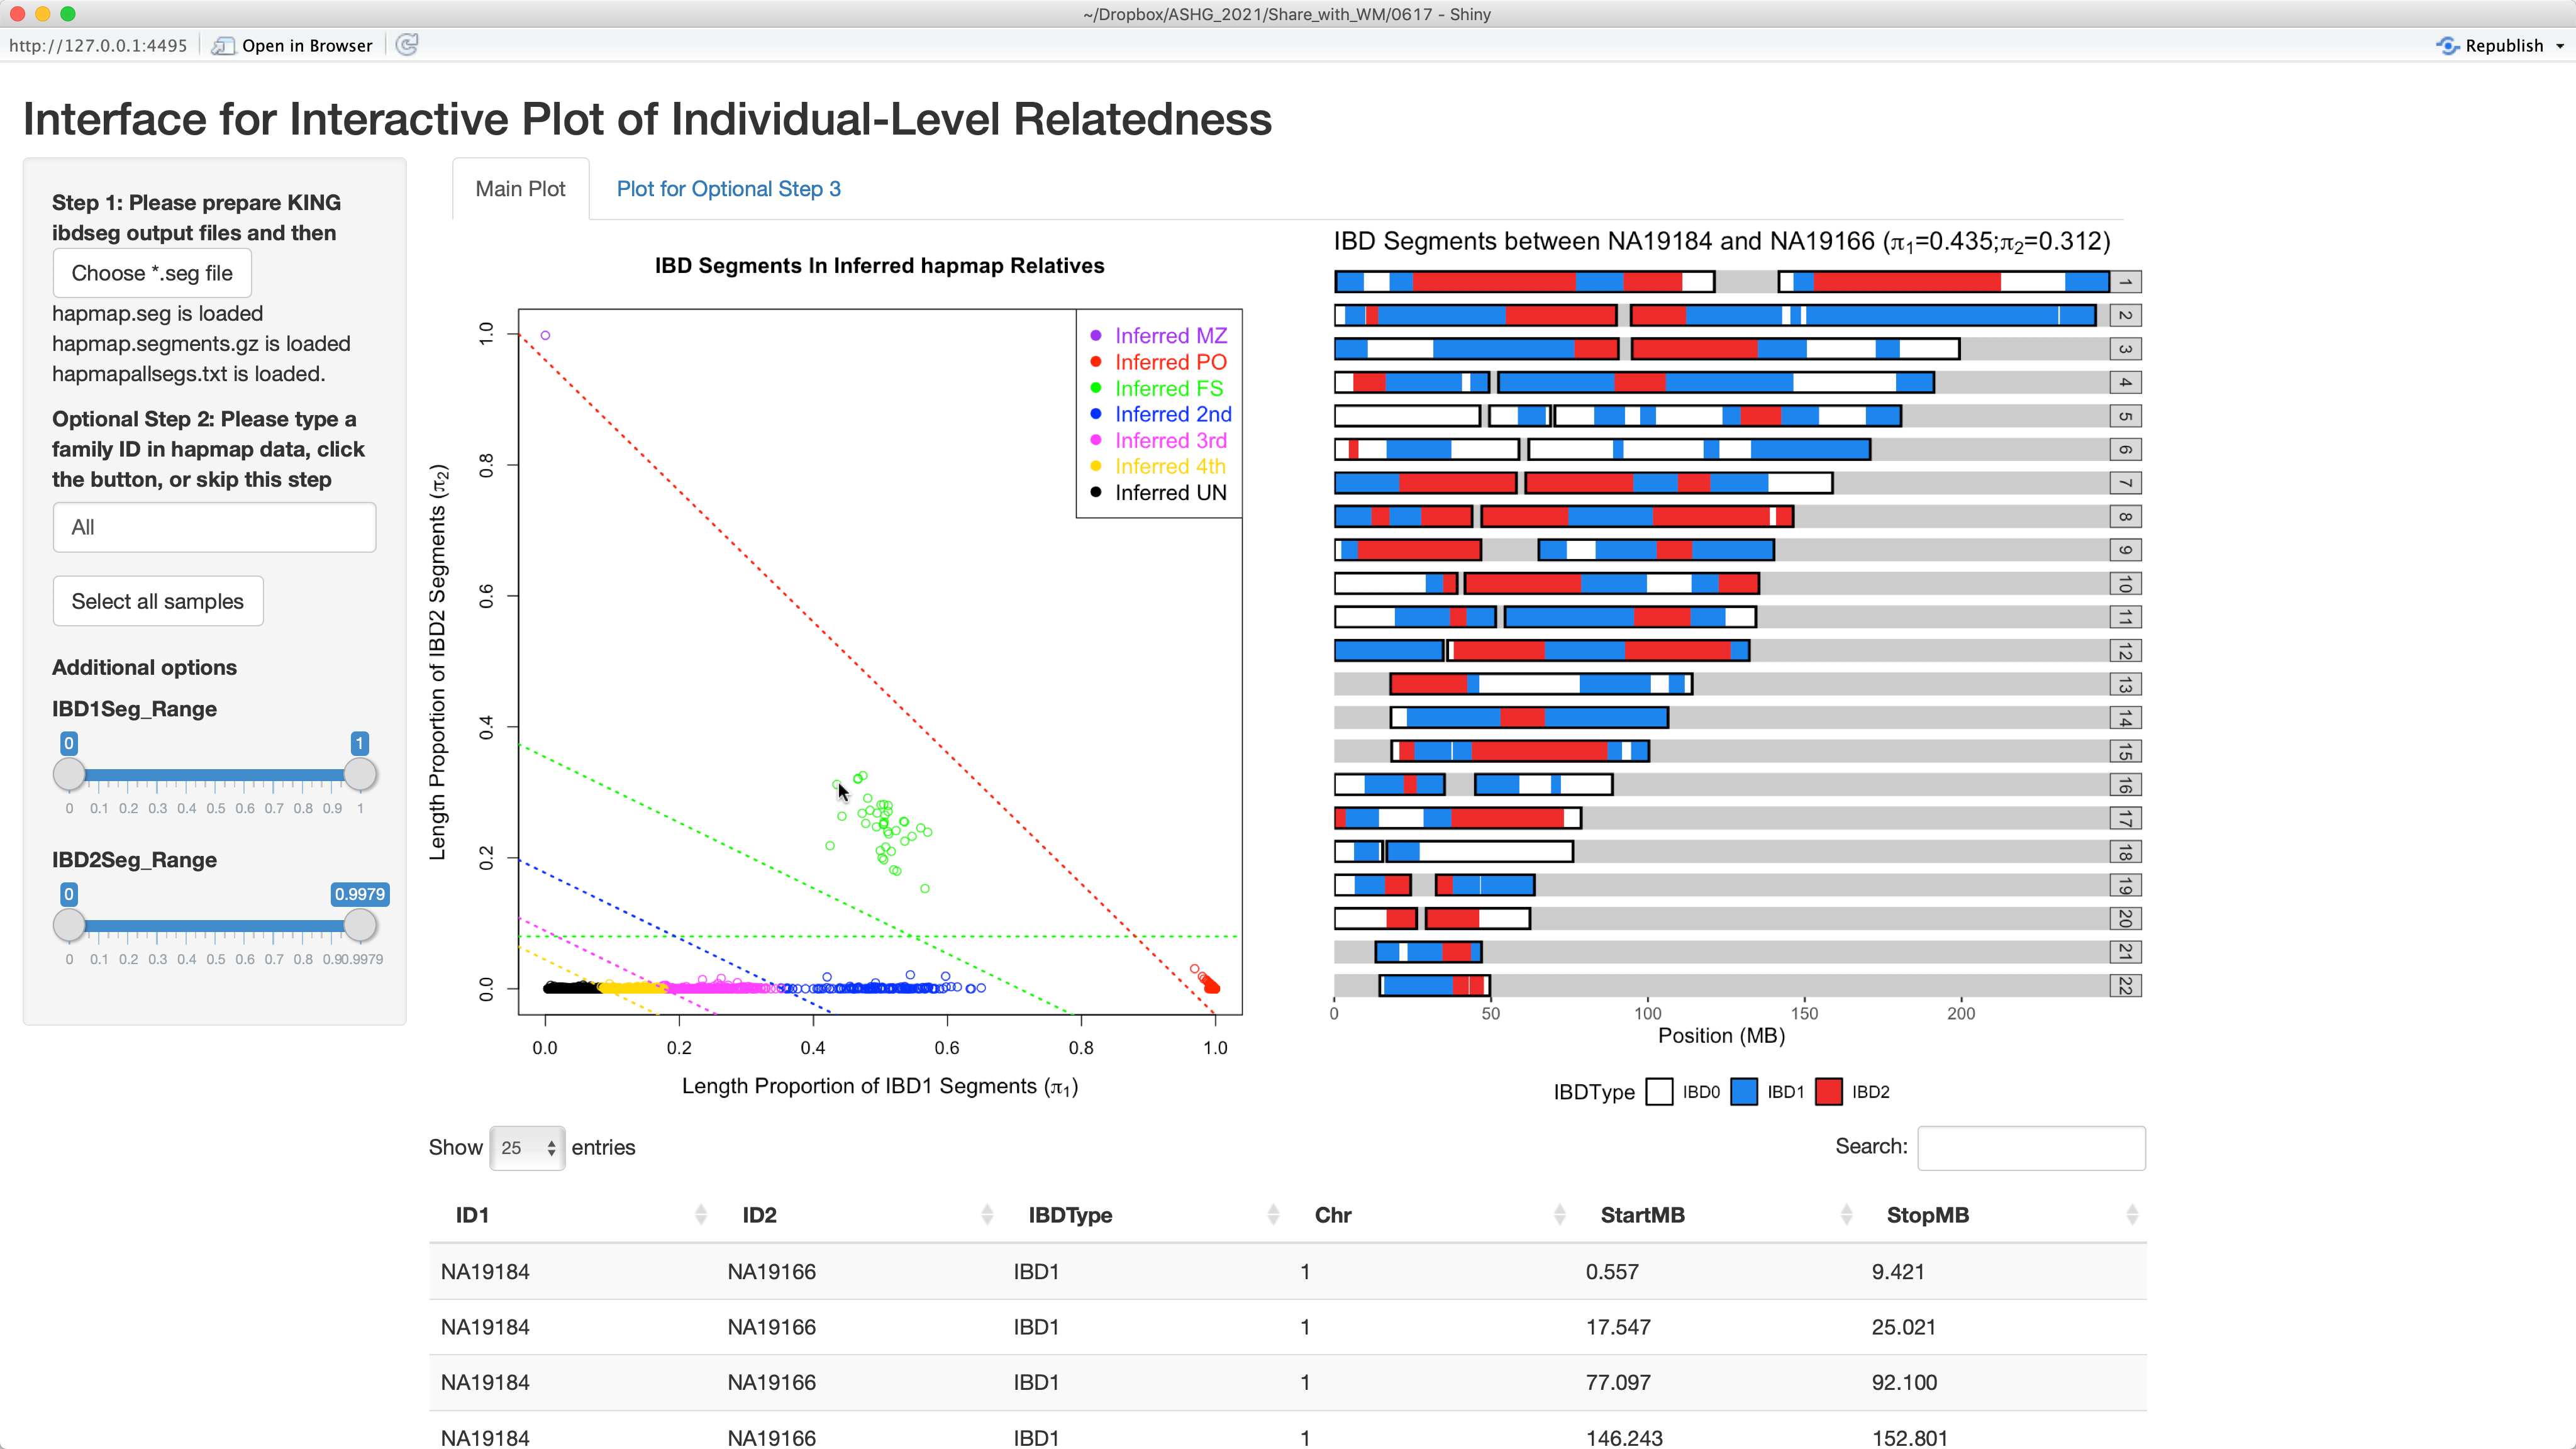 ~/Dropbox/ASHG_2021/Share_with_WM/0617 - Shiny
http://127.0.0.1:4495 Open in Browser Republish
Interface for Interactive Plot of Individual-Level Relatedness
Step 1: Please prepare KING
ibdseg output files and then
Choose *.seg file
hapmap.seg is loaded
hapmap.segments.gz is loaded
hapmapallsegs.txt is loaded.
Optional Step 2: Please type a
family ID in hapmap data, click
the button, or skip this step
All
Select all samples
Additional options
IBD1Seg_Range
0 1
0 0.1 0.2 0.3 0.4 0.5 0.6 0.7 0.8 0.9 1
IBD2Seg_Range
0 0.9979
0 0.1 0.2 0.3 0.4 0.5 0.6 0.7 0.8 0.90.9979
Main Plot Plot for Optional Step 3
IBD Segments In Inferred hapmap Relatives
Inferred MZ
Inferred PO
Inferred FS
Inferred 2nd
Inferred 3rd
Inferred 4th
Inferred UN
Length Proportion of IBD2 Segments (π2)
1.0
0.8
0.6
0.4
0.2
0.0
0.0 0.2 0.4 0.6 0.8 1.0
Length Proportion of IBD1 Segments (π1)
IBD Segments between NA19184 and NA19166 (π1=0.435;π2=0.312)
1
2
3
4
5
6
7
8
9
10
11
12
13
14
15
16
17
18
19
20
21
22
0 50 100 150 200
Position (MB)
IBDType IBD0 IBD1 IBD2
Show 25 entries
Search:
ID1 ID2 IBDType Chr StartMB StopMB
NA19184 NA19166 IBD1 1 0.557 9.421
NA19184 NA19166 IBD1 1 17.547 25.021
NA19184 NA19166 IBD1 1 77.097 92.100
NA19184 NA19166 IBD1 1 146.243 152.801